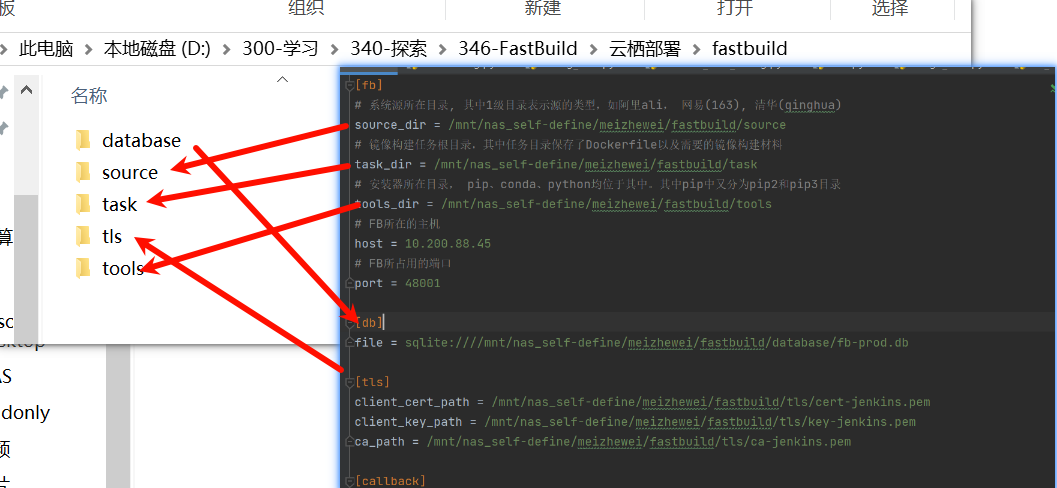 板
组织
新建
打开
选择
此电脑 > 本地磁盘 (D:) > 300-学习 > 340-探索 > 346-FastBuild > 云栖部署 > fastbuild
名称
database
source
task
tls
tools
算
AS
donly
[fb]
# 系统源所在目录, 其中1级目录表示源的类型. 如阿里ali, 网易(163), 清华(qinghua)
source_dir = /mnt/nas_self-define/meizhewei/fastbuild/source
# 镜像构建任务根目录. 其中任务目录保存了Dockerfile以及需要的镜像构建材料
task_dir = /mnt/nas_self-define/meizhewei/fastbuild/task
# 安装器所在目录, pip、conda、python均位于其中。其中pip中又分为pip2和pip3目录
tools_dir = /mnt/nas_self-define/meizhewei/fastbuild/tools
# FB所在的主机
host = 10.200.88.45
# FB所占用的端口
port = 48001
[db]
file = sqlite:////mnt/nas_self-define/meizhewei/fastbuild/database/fb-prod.db
[tls]
client_cert_path = /mnt/nas_self-define/meizhewei/fastbuild/tls/cert-jenkins.pem
client_key_path = /mnt/nas_self-define/meizhewei/fastbuild/tls/key-jenkins.pem
ca_path = /mnt/nas_self-define/meizhewei/fastbuild/tls/ca-jenkins.pem
[callback]